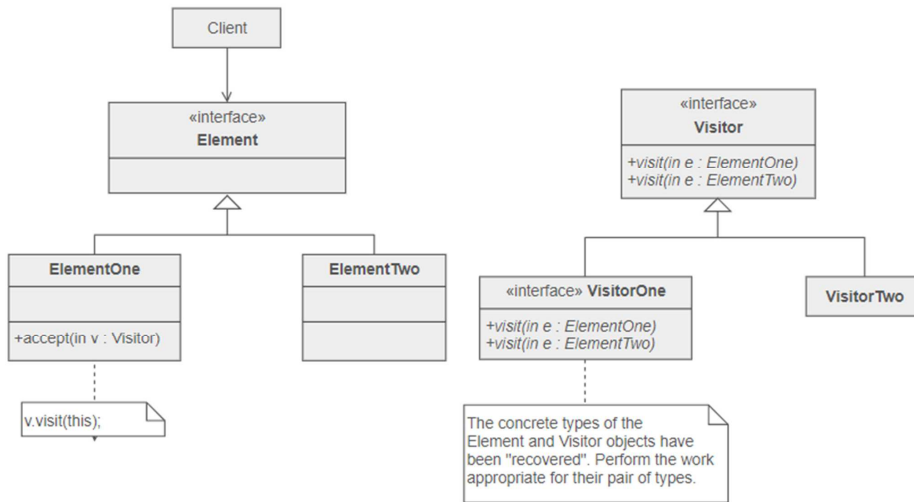 Client
«interface»
Element
ElementOne
+accept(in v : Visitor)
v.visit(this);
ElementTwo
«interface»
Visitor
+visit(in e : ElementOne)
+visit(in e : ElementTwo)
«interface» VisitorOne
+visit(in e : ElementOne)
+visit(in e : ElementTwo)
The concrete types of the
Element and Visitor objects have
been "recovered". Perform the work
appropriate for their pair of types.
VisitorTwo